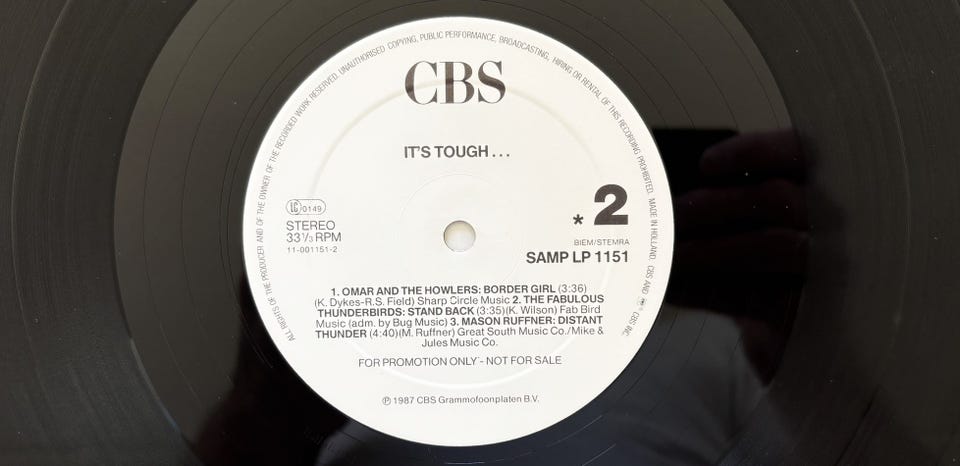 ALL RIGHTS OF THE PRODUCER AND OF THE OWNER OF THE RECORDED WORK RESERVED. UNAUTHORISED COPYING, PUBLIC PERFORMANCE, BROADCASTING, HIRING OR RENTAL OF THIS RECORDING PROHIBITED. MADE IN HOLLAND. CBS AND CBS INC.
CBS
IT'S TOUGH...
LC 0149
STEREO
33⅓ RPM
11-001151-2
* 2
BIEM/STEMRA
SAMP LP 1151
1. OMAR AND THE HOWLERS: BORDER GIRL (3:36)
(K. Dykes-R.S. Field) Sharp Circle Music 2. THE FABULOUS
THUNDERBIRDS: STAND BACK (3:35)(K. Wilson) Fab Bird
Music (adm. by Bug Music) 3. MASON RUFFNER: DISTANT
THUNDER (4:40)(M. Ruffner) Great South Music Co./Mike &
Jules Music Co.
FOR PROMOTION ONLY - NOT FOR SALE
℗ 1987 CBS Grammofoonplaten B.V.